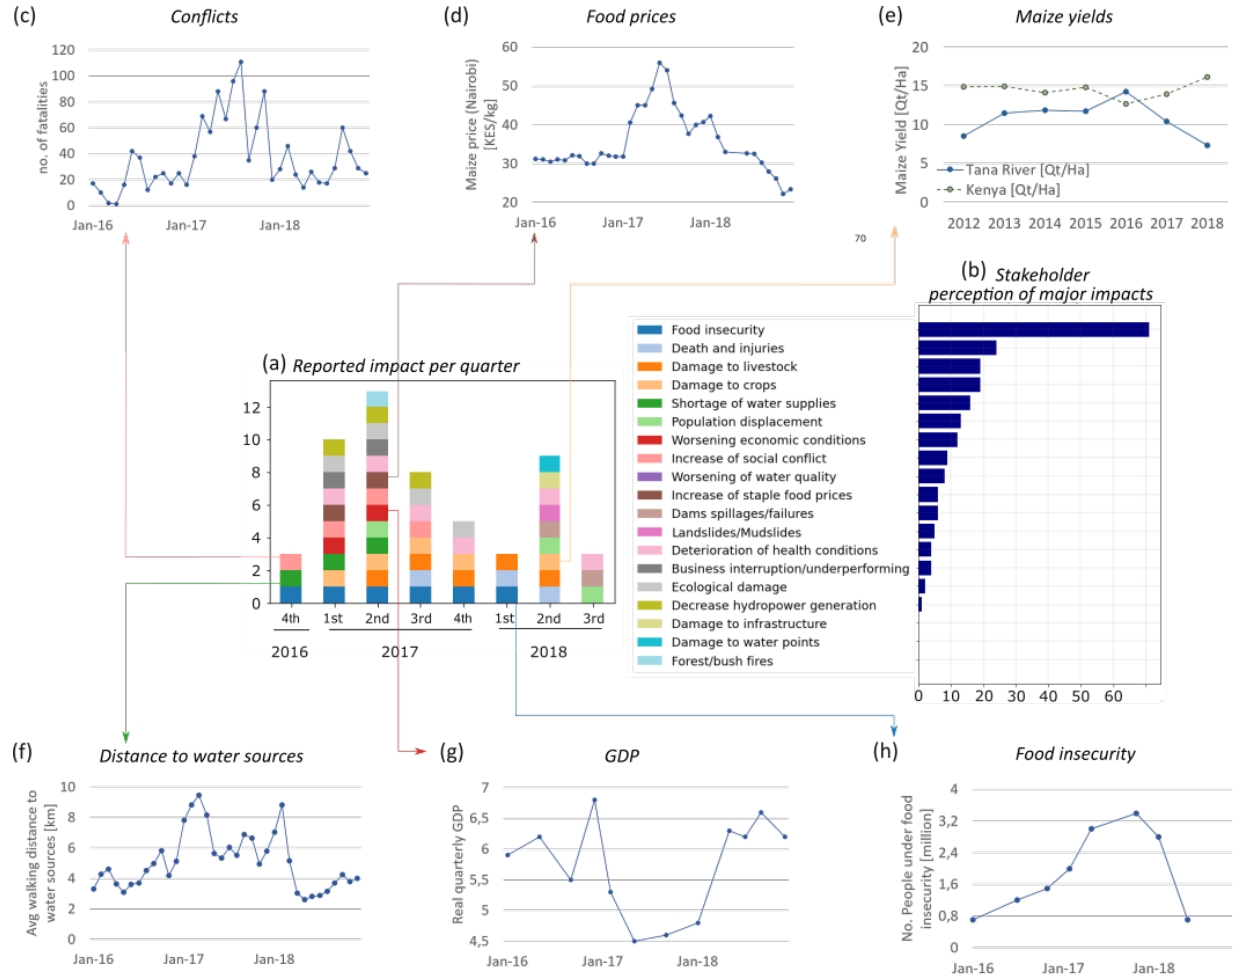 (c)
Conflicts
no. of fatalities
120
100
80
60
40
20
0
Jan-16
Jan-17
Jan-18
(d)
Food prices
Maize price (Nairobi)
[KES/kg]
60
50
40
30
20
Jan-16
Jan-17
Jan-18
(e)
Maize yields
Maize Yield [Qt/Ha]
20
15
10
5
0
Tana River [Qt/Ha]
Kenya [Qt/Ha]
2012 2013 2014 2015 2016 2017 2018
70
(b) Stakeholder
perception of major impacts
0 10 20 30 40 50 60
Food insecurity
Death and injuries
Damage to livestock
Damage to crops
Shortage of water supplies
Population displacement
Worsening economic conditions
Increase of social conflict
Worsening of water quality
Increase of staple food prices
Dams spillages/failures
Landslides/Mudslides
Deterioration of health conditions
Business interruption/underperforming
Ecological damage
Decrease hydropower generation
Damage to infrastructure
Damage to water points
Forest/bush fires
(a) Reported impact per quarter
12
10
8
6
4
2
0
4th 1st 2nd 3rd 4th 1st 2nd 3rd
2016 2017 2018
(f)
Distance to water sources
Avg walking distance to
water sources [km]
10
8
6
4
2
0
Jan-16
Jan-17
Jan-18
(g)
GDP
Real quarterly GDP
7
6,5
6
5,5
5
4,5
Jan-16
Jan-17
Jan-18
(h)
Food insecurity
No. People under food
insecurity [million]
4
3,2
2,4
1,6
0,8
0
Jan-16
Jan-17
Jan-18